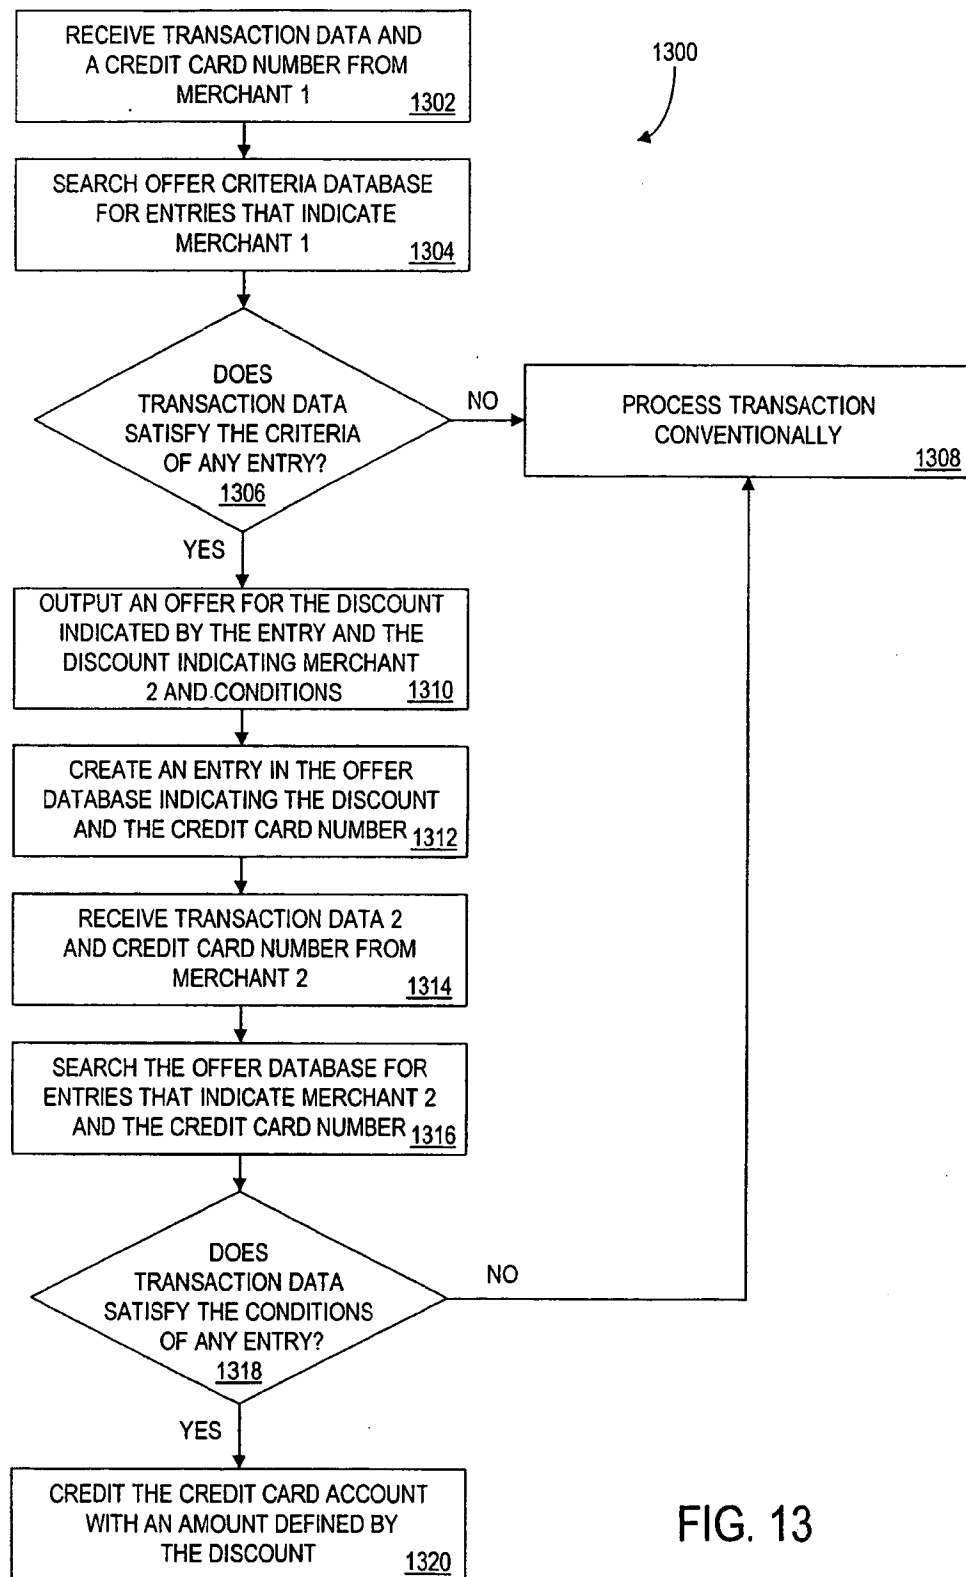 RECEIVE TRANSACTION DATA AND
A CREDIT CARD NUMBER FROM
MERCHANT 1
1302
1300
SEARCH OFFER CRITERIA DATABASE
FOR ENTRIES THAT INDICATE
MERCHANT 1
1304
DOES
TRANSACTION DATA
SATISFY THE CRITERIA
OF ANY ENTRY?
1306
NO
PROCESS TRANSACTION
CONVENTIONALLY
1308
YES
OUTPUT AN OFFER FOR THE DISCOUNT
INDICATED BY THE ENTRY AND THE
DISCOUNT INDICATING MERCHANT
2 AND CONDITIONS
1310
CREATE AN ENTRY IN THE OFFER
DATABASE INDICATING THE DISCOUNT
AND THE CREDIT CARD NUMBER
1312
RECEIVE TRANSACTION DATA 2
AND CREDIT CARD NUMBER FROM
MERCHANT 2
1314
SEARCH THE OFFER DATABASE FOR
ENTRIES THAT INDICATE MERCHANT 2
AND THE CREDIT CARD NUMBER
1316
DOES
TRANSACTION DATA
SATISFY THE CONDITIONS
OF ANY ENTRY?
1318
NO
YES
CREDIT THE CREDIT CARD ACCOUNT
WITH AN AMOUNT DEFINED BY
THE DISCOUNT
1320
FIG. 13